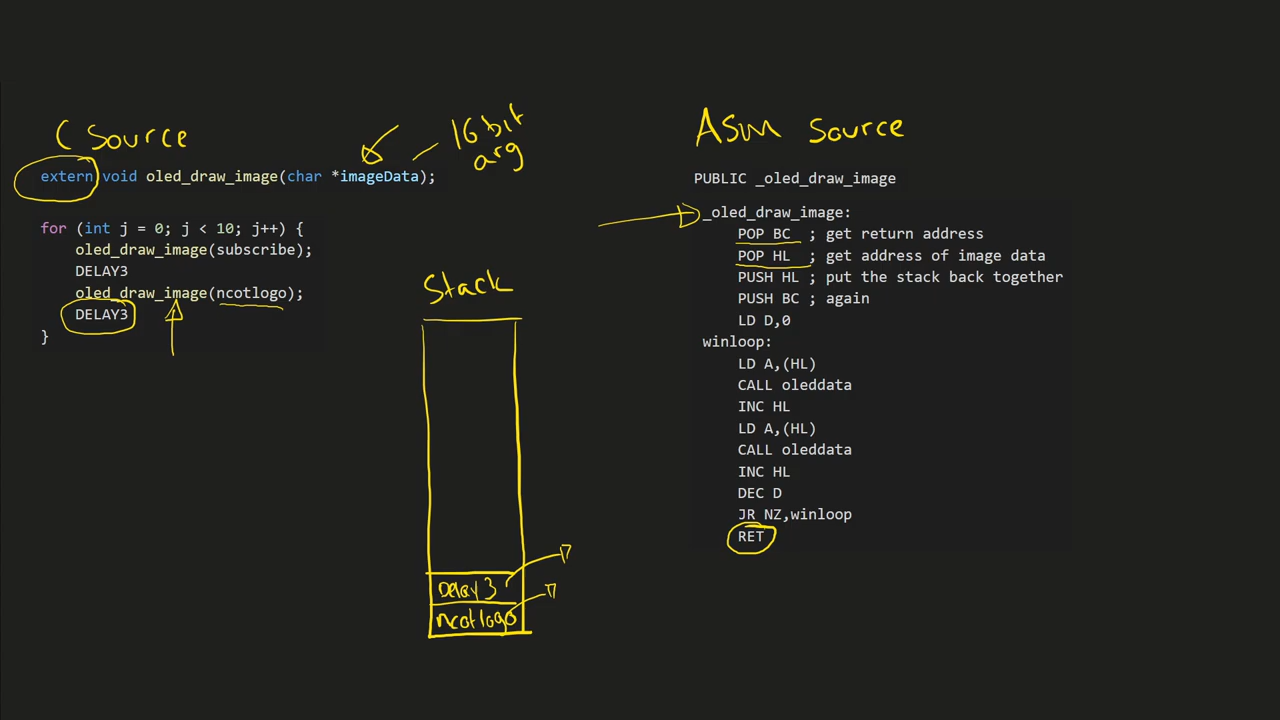 C Source
16 bit
arg
extern void oled_draw_image(char *imageData);
for (int j = 0; j < 10; j++) {
oled_draw_image(subscribe);
DELAY3
oled_draw_image(ncotlogo);
DELAY3
}
Stack
Delay3
ncotlogo
Asm Source
PUBLIC _oled_draw_image
_oled_draw_image:
POP BC ; get return address
POP HL ; get address of image data
PUSH HL ; put the stack back together
PUSH BC ; again
LD D,0
winloop:
LD A,(HL)
CALL oleddata
INC HL
LD A,(HL)
CALL oleddata
INC HL
DEC D
JR NZ,winloop
RET